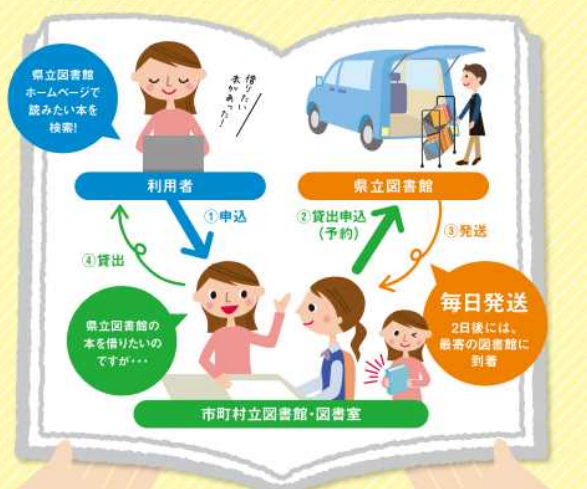 県立図書館
ホームページで
読みたい本を
検索!
借りたい
本があった!
利用者
県立図書館
①申込
②貸出申込
(予約)
③発送
④貸出
県立図書館の
本を借りたいの
ですが・・・
毎日発送
2日後には、
最寄の図書館に
到着
市町村立図書館・図書室